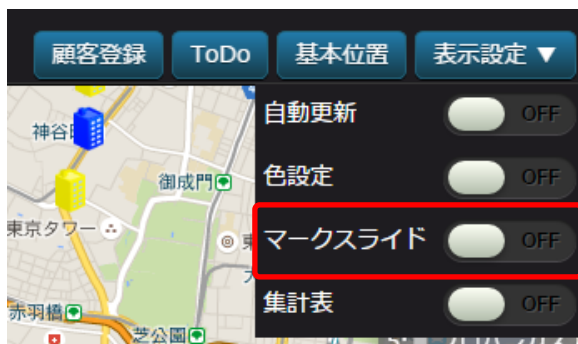 顧客登録 ToDo 基本位置 表示設定 ▼
自動更新 OFF
神谷
色設定 OFF
御成門
東京タワー
マークスライド OFF
集計表 OFF
赤羽橋
芝公園